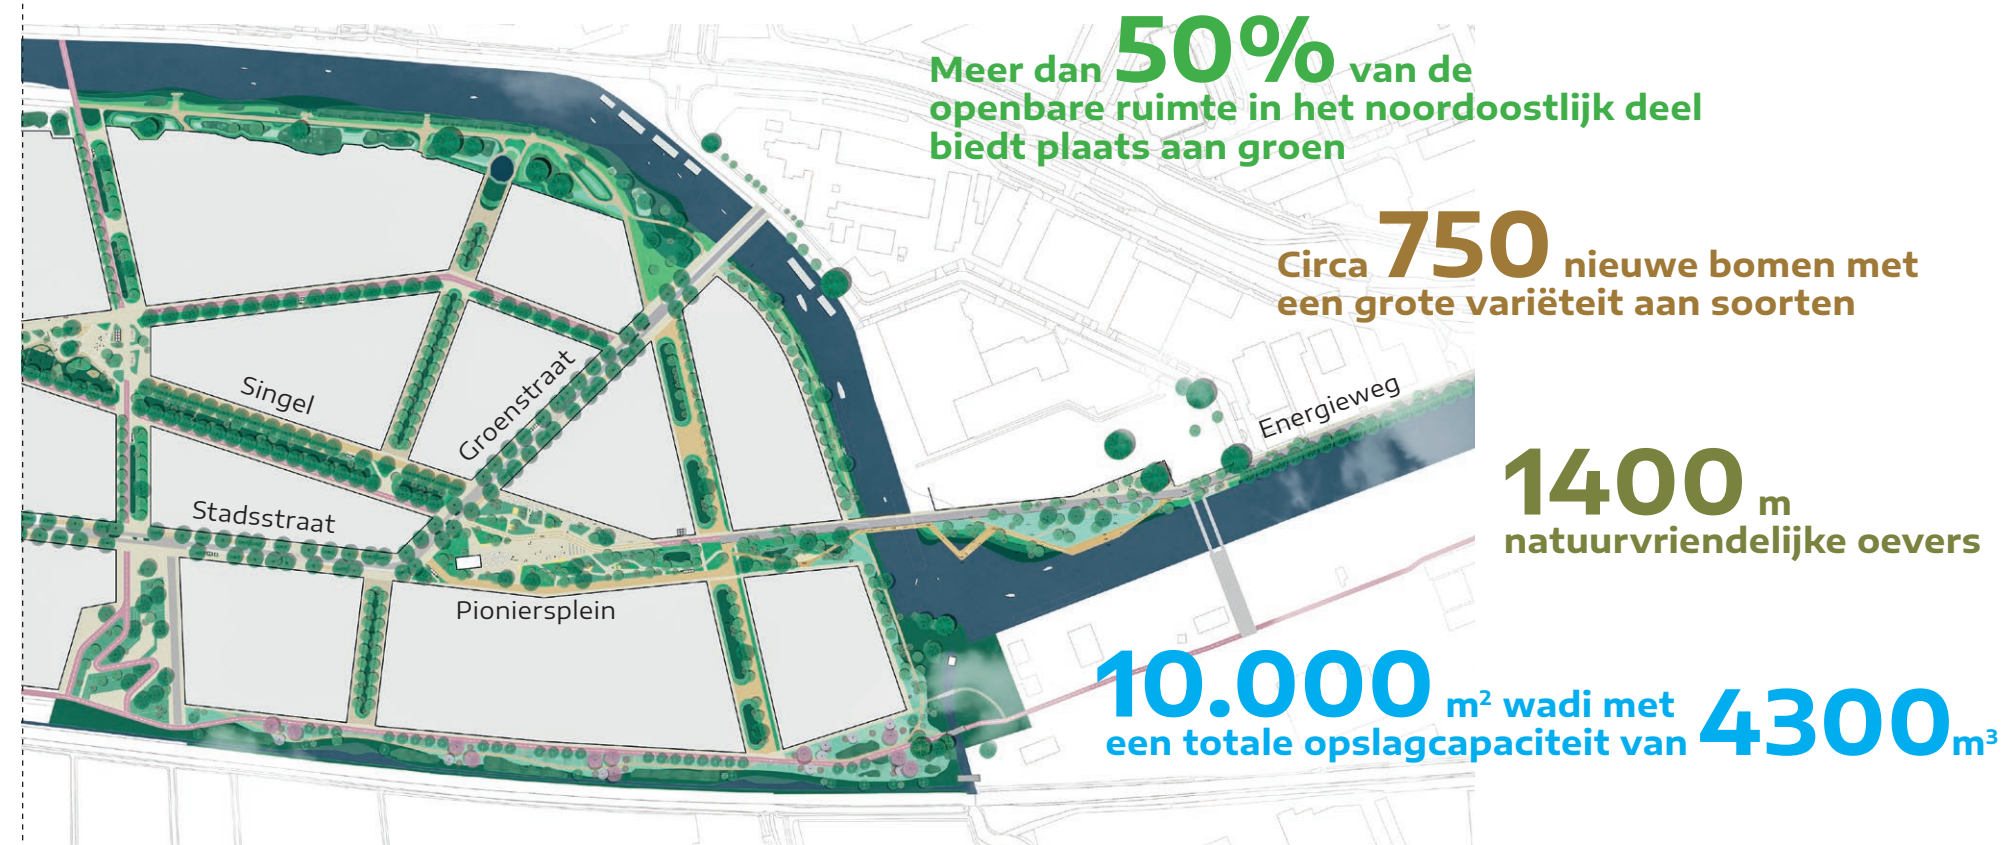 Meer dan 50% van de
openbare ruimte in het noordoostlijk deel
biedt plaats aan groen
Circa 750 nieuwe bomen met
een grote variëteit aan soorten
Singel
Groenstraat
Energieweg
1400 m
natuurvriendelijke oevers
Stadsstraat
Pioniersplein
10.000 m² wadi met
een totale opslagcapaciteit van 4300 m³